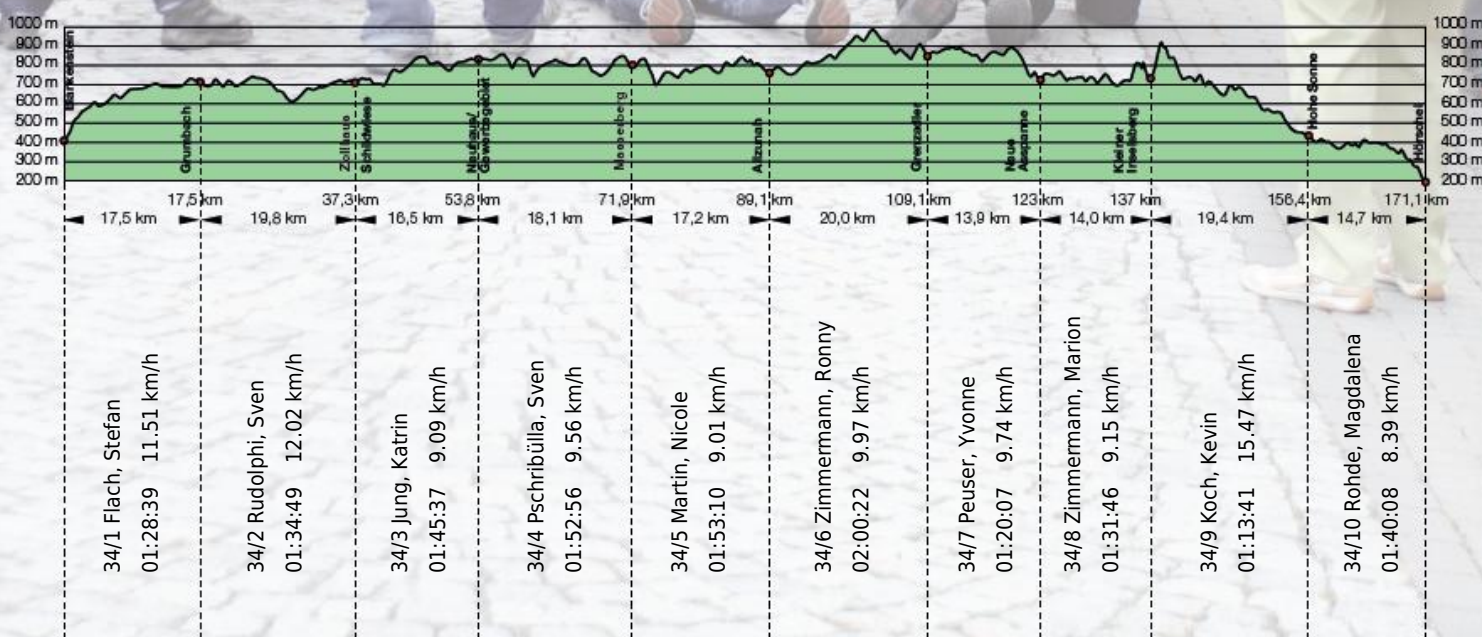 1000 m
900 m
800 m
700 m
600 m
500 m
400 m
300 m
200 m
1000 m
900 m
800 m
700 m
600 m
500 m
400 m
300 m
200 m
Blankenstein
Grumbach
Zollhaus
Schildwiese
Neuhaus/
Masserberg
Allzunah
Grenzadler
Neue
Ausspanne
Kleiner
Inselsberg
Hohe Sonne
Hörschel
17,5 km
37,3 km
53,8 km
71,9 km
89,1 km
109,1 km
123 km
137 km
156,4 km
171,1 km
17,5 km
19,8 km
16,5 km
18,1 km
17,2 km
20,0 km
13,9 km
14,0 km
19,4 km
14,7 km
34/1 Flach, Stefan
01:28:39 11.51 km/h
34/2 Rudolphi, Sven
01:34:49 12.02 km/h
34/3 Jung, Katrin
01:45:37 9.09 km/h
34/4 Pschribülla, Sven
01:52:56 9.56 km/h
34/5 Martin, Nicole
01:53:10 9.01 km/h
34/6 Zimmermann, Ronny
02:00:22 9.97 km/h
34/7 Peuser, Yvonne
01:20:07 9.74 km/h
34/8 Zimmermann, Marion
01:31:46 9.15 km/h
34/9 Koch, Kevin
01:13:41 15.47 km/h
34/10 Rohde, Magdalena
01:40:08 8.39 km/h